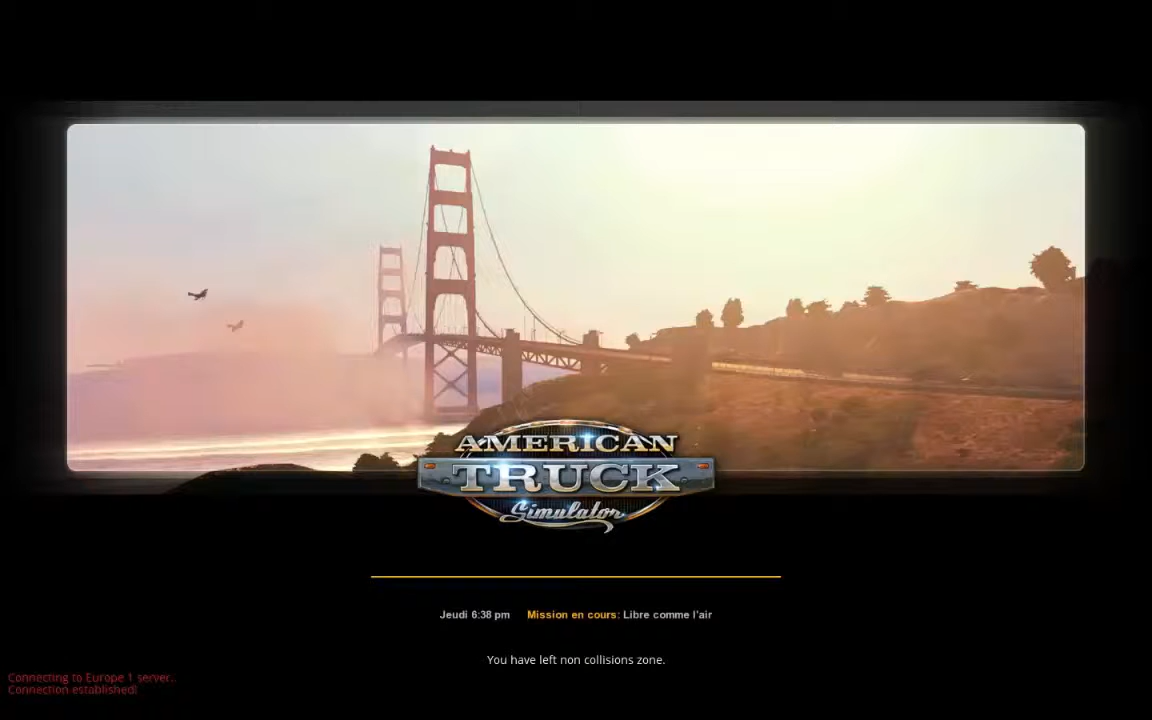 AMERICAN
TRUCK
Simulator
Jeudi 6:38 pm Mission en cours: Libre comme l'air
You have left non collisions zone.
Connecting to Europe 1 server..
Connection established!